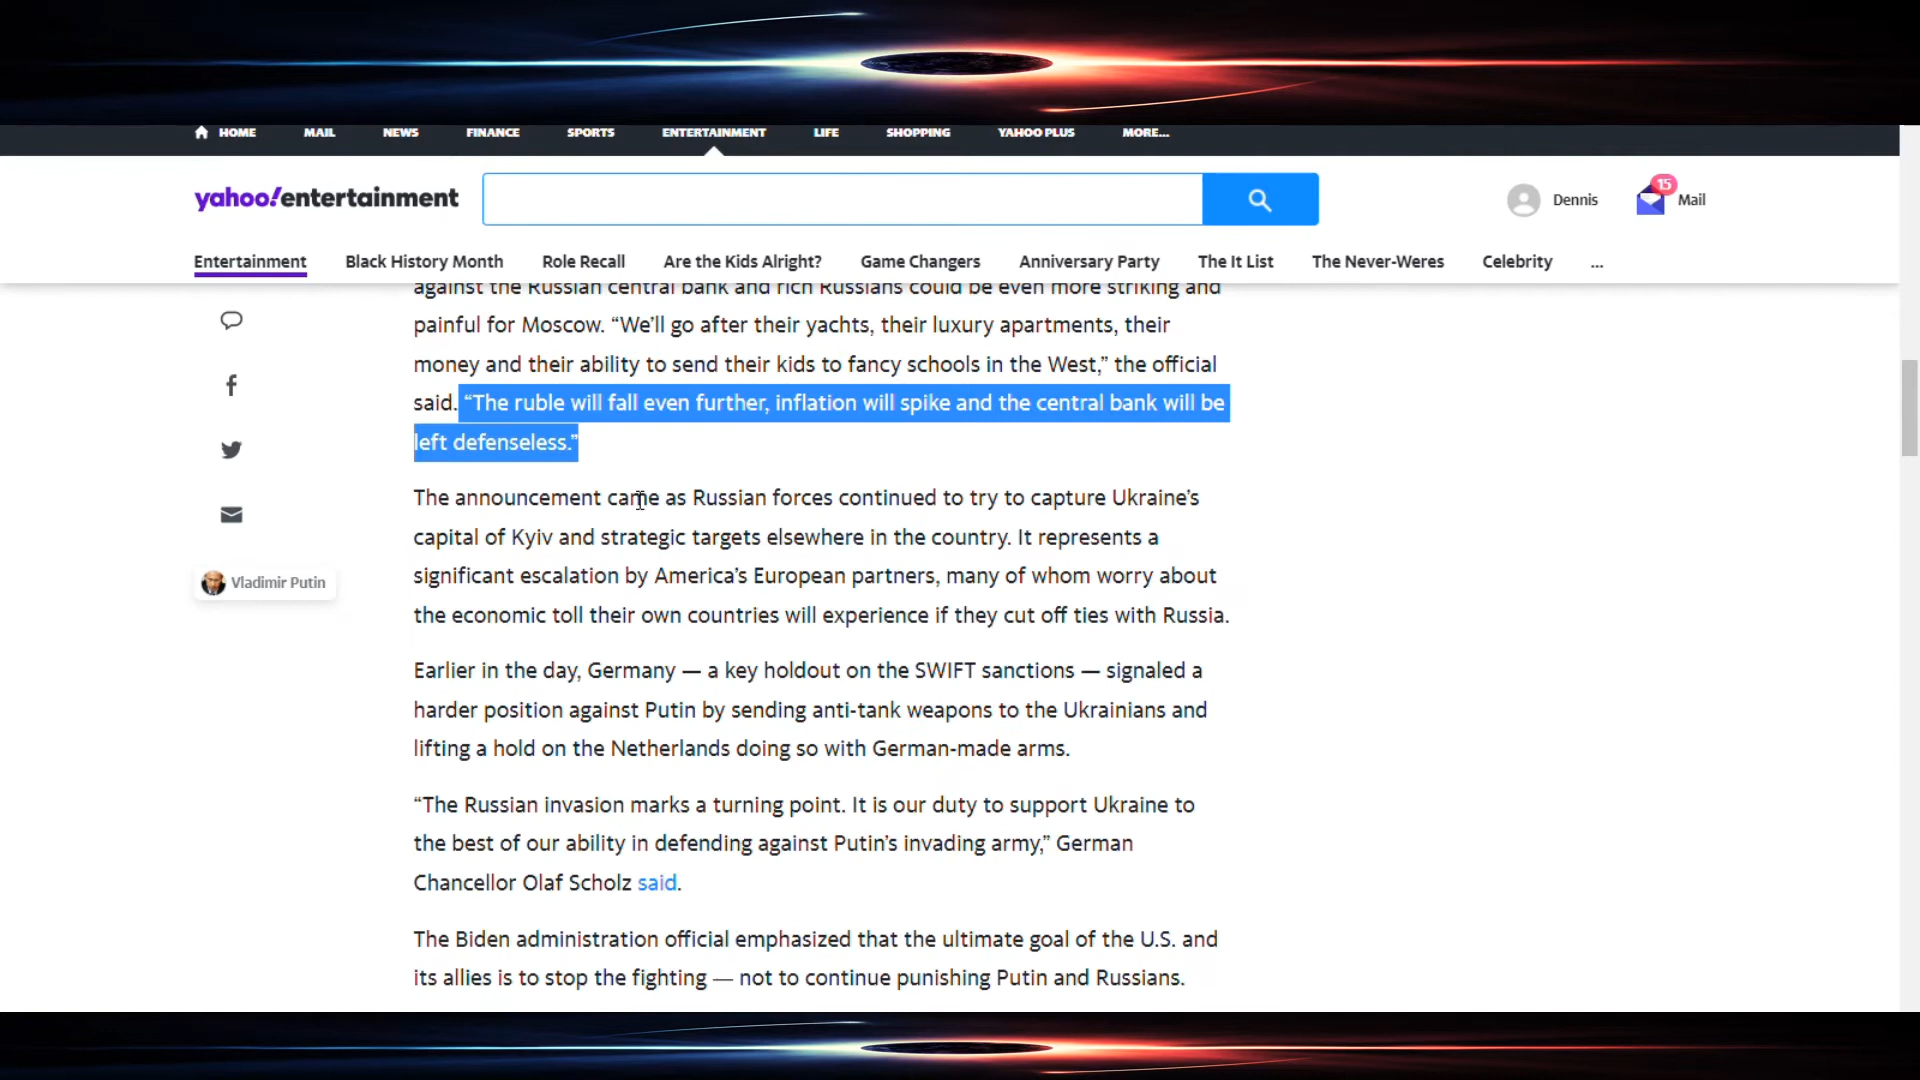 HOME MAIL NEWS FINANCE SPORTS ENTERTAINMENT LIFE SHOPPING YAHOO PLUS MORE...
yahoo!entertainment
Dennis
15
Mail
Entertainment Black History Month Role Recall Are the Kids Alright? Game Changers Anniversary Party The It List The Never-Weres Celebrity ...
against the Russian central bank and rich Russians could be even more striking and
painful for Moscow. “We’ll go after their yachts, their luxury apartments, their
money and their ability to send their kids to fancy schools in the West,” the official
said. “The ruble will fall even further, inflation will spike and the central bank will be
left defenseless.”
The announcement came as Russian forces continued to try to capture Ukraine’s
capital of Kyiv and strategic targets elsewhere in the country. It represents a
significant escalation by America’s European partners, many of whom worry about
the economic toll their own countries will experience if they cut off ties with Russia.
Vladimir Putin
Earlier in the day, Germany — a key holdout on the SWIFT sanctions — signaled a
harder position against Putin by sending anti-tank weapons to the Ukrainians and
lifting a hold on the Netherlands doing so with German-made arms.
“The Russian invasion marks a turning point. It is our duty to support Ukraine to
the best of our ability in defending against Putin’s invading army,” German
Chancellor Olaf Scholz said.
The Biden administration official emphasized that the ultimate goal of the U.S. and
its allies is to stop the fighting — not to continue punishing Putin and Russians.